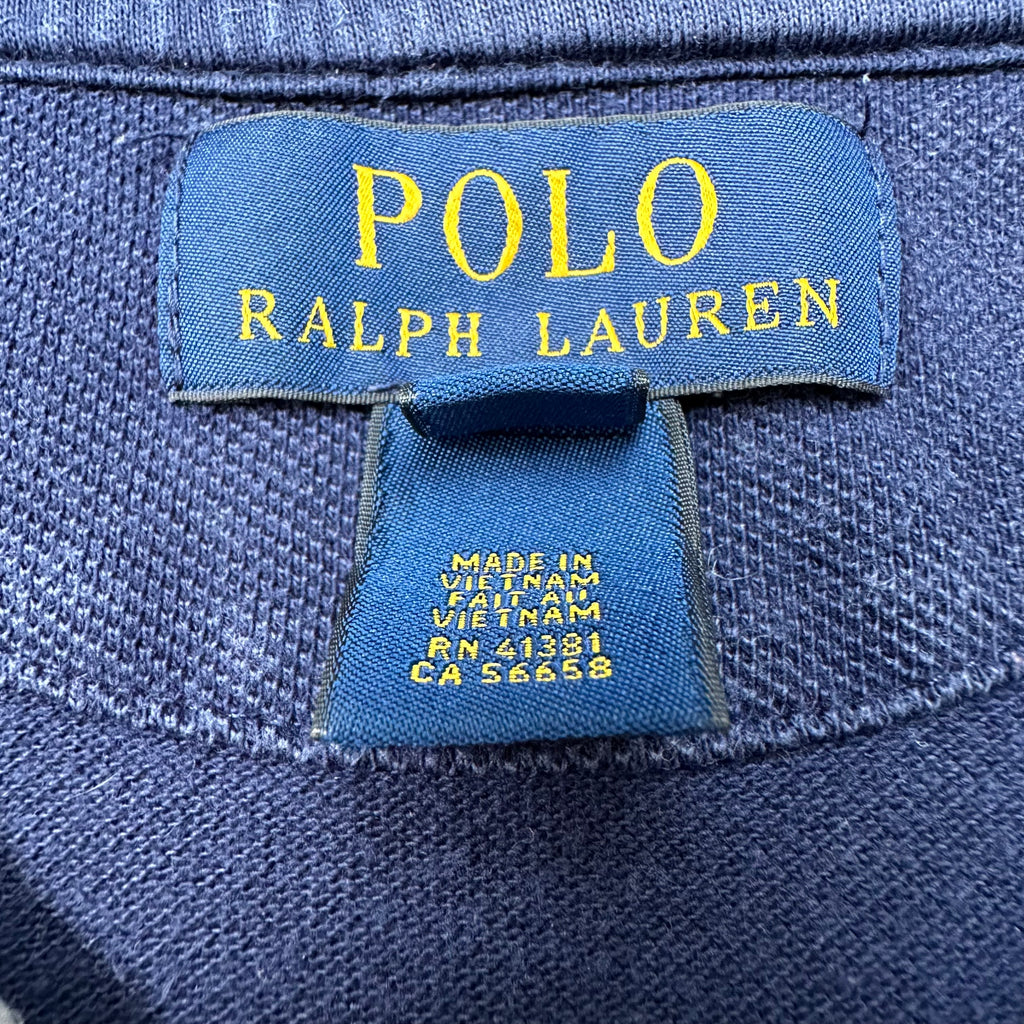 POLO
RALPH LAUREN
MADE IN
VIETNAM
FAIT AU
VIETNAM
RN 41381
CA 56658